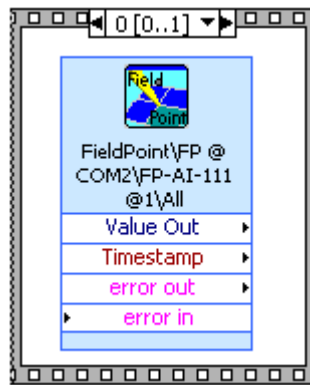 0 [0..1]
Field
Point
FieldPoint\FP @
COM2\FP-AI-111
@1\All
Value Out
Timestamp
error out
error in